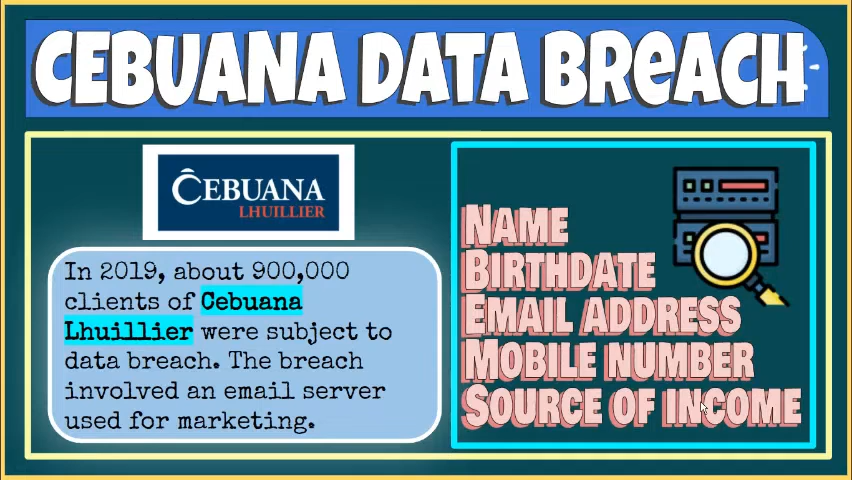 CEBUANA DATA BREACH
CEBUANA
LHUILLIER
In 2019, about 900,000
clients of Cebuana
Lhuillier were subject to
data breach. The breach
involved an email server
used for marketing.
NAME
BIRTHDATE
EMAIL ADDRESS
MOBILE NUMBER
SOURCE OF INCOME